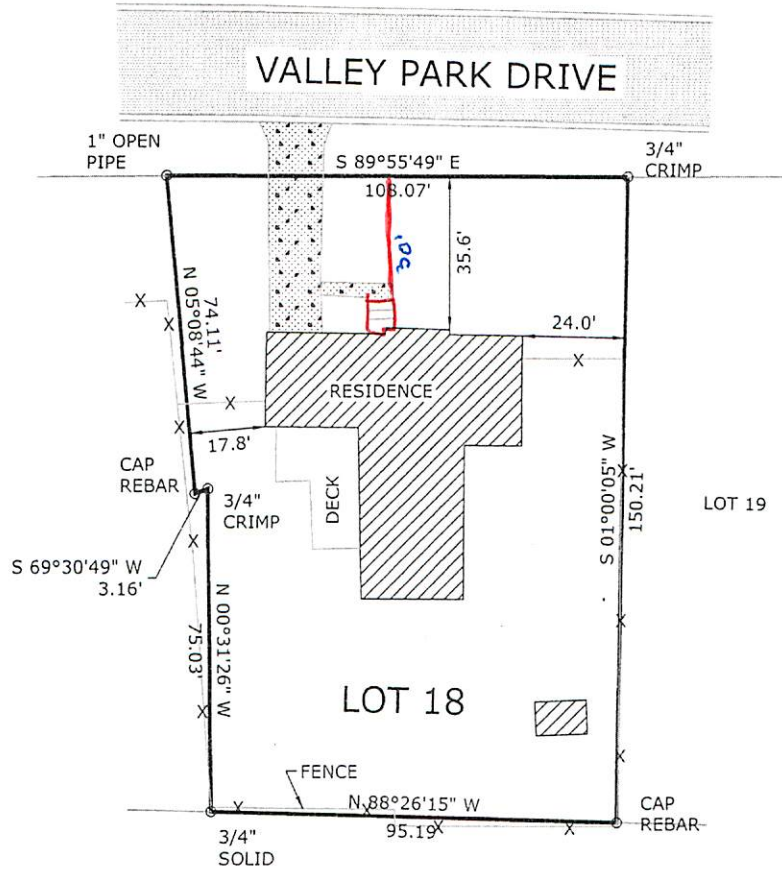 VALLEY PARK DRIVE
1" OPEN
PIPE
S 89°55'49" E
108.07'
3/4"
CRIMP
30'
35.6'
24.0'
N 05°08'44" W
74.11'
RESIDENCE
17.8'
CAP
REBAR
3/4"
CRIMP
DECK
S 01°00'05" W
150.21'
LOT 19
S 69°30'49" W
3.16'
N 00°31'26" W
75.03'
LOT 18
FENCE
N 88°26'15" W
95.19'
CAP
REBAR
3/4"
SOLID
X
X
X
X
X
X
X
X
X
X
X
X
X
X